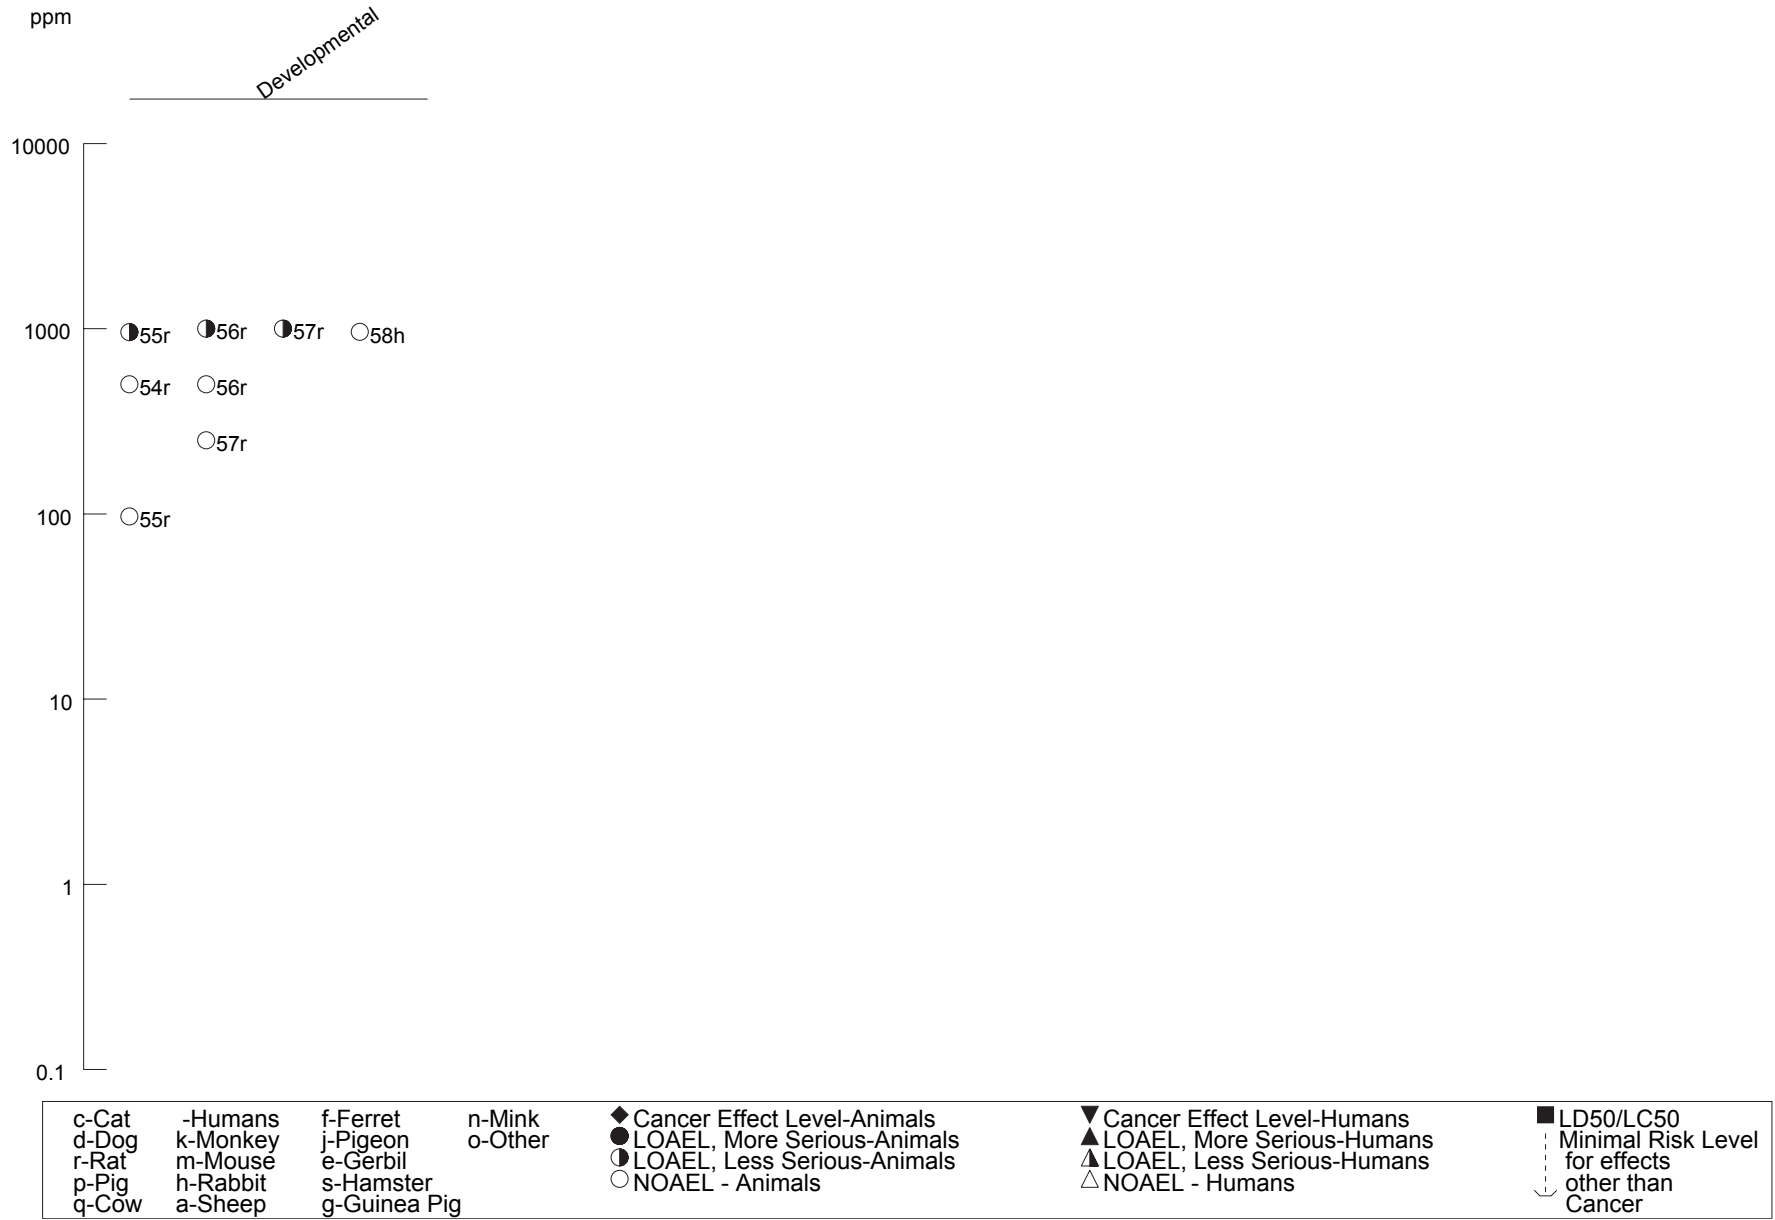 ppm
Developmental
10000
1000
55r 56r 57r 58h
54r 56r
57r
100
55r
10
1
0.1
c-Cat -Humans f-Ferret n-Mink Cancer Effect Level-Animals Cancer Effect Level-Humans LD50/LC50
d-Dog k-Monkey j-Pigeon o-Other LOAEL, More Serious-Animals LOAEL, More Serious-Humans Minimal Risk Level
r-Rat m-Mouse e-Gerbil LOAEL, Less Serious-Animals LOAEL, Less Serious-Humans for effects
p-Pig h-Rabbit s-Hamster NOAEL - Animals NOAEL - Humans other than
q-Cow a-Sheep g-Guinea Pig Cancer